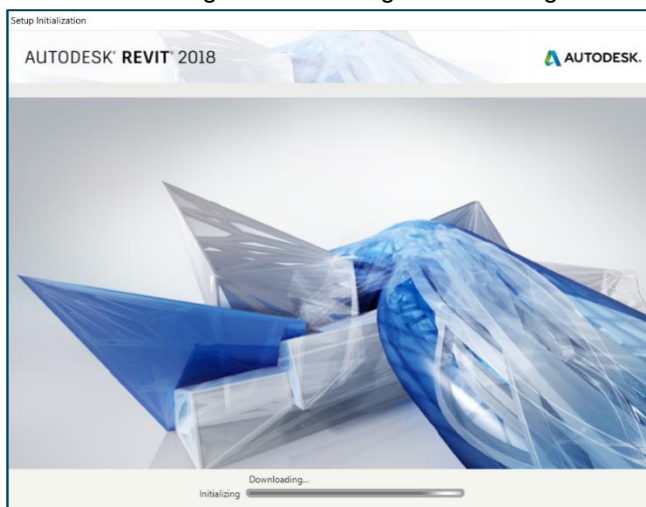 Setup Initialization
AUTODESK® REVIT® 2018
AUTODESK.
Downloading...
Initializing